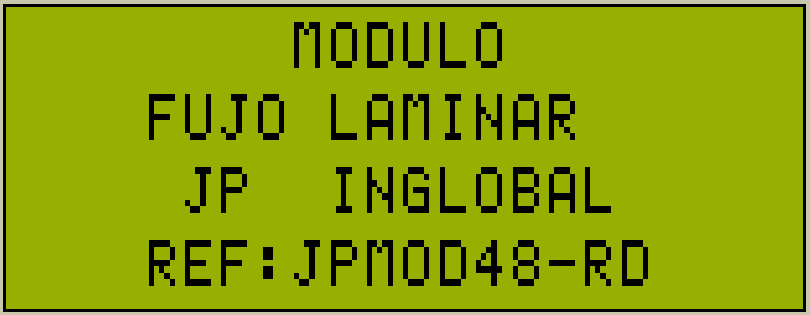 MODULO
FUJO LAMINAR
JP  INGLOBAL
REF:JPMOD48-RD